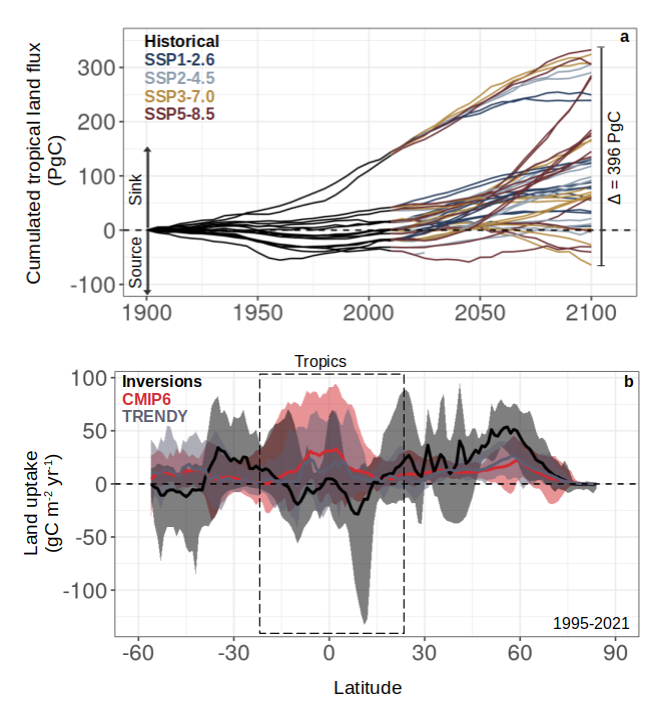 a
Historical
SSP1-2.6
SSP2-4.5
SSP3-7.0
SSP5-8.5
Cumulated tropical land flux
(PgC)
300
200
100
0
-100
Sink
Source
Δ = 396 PgC
1900
1950
2000
2050
2100
Tropics
b
Inversions
CMIP6
TRENDY
Land uptake
(gC m⁻² yr⁻¹)
100
50
0
-50
-100
1995-2021
-60
-30
0
30
60
90
Latitude